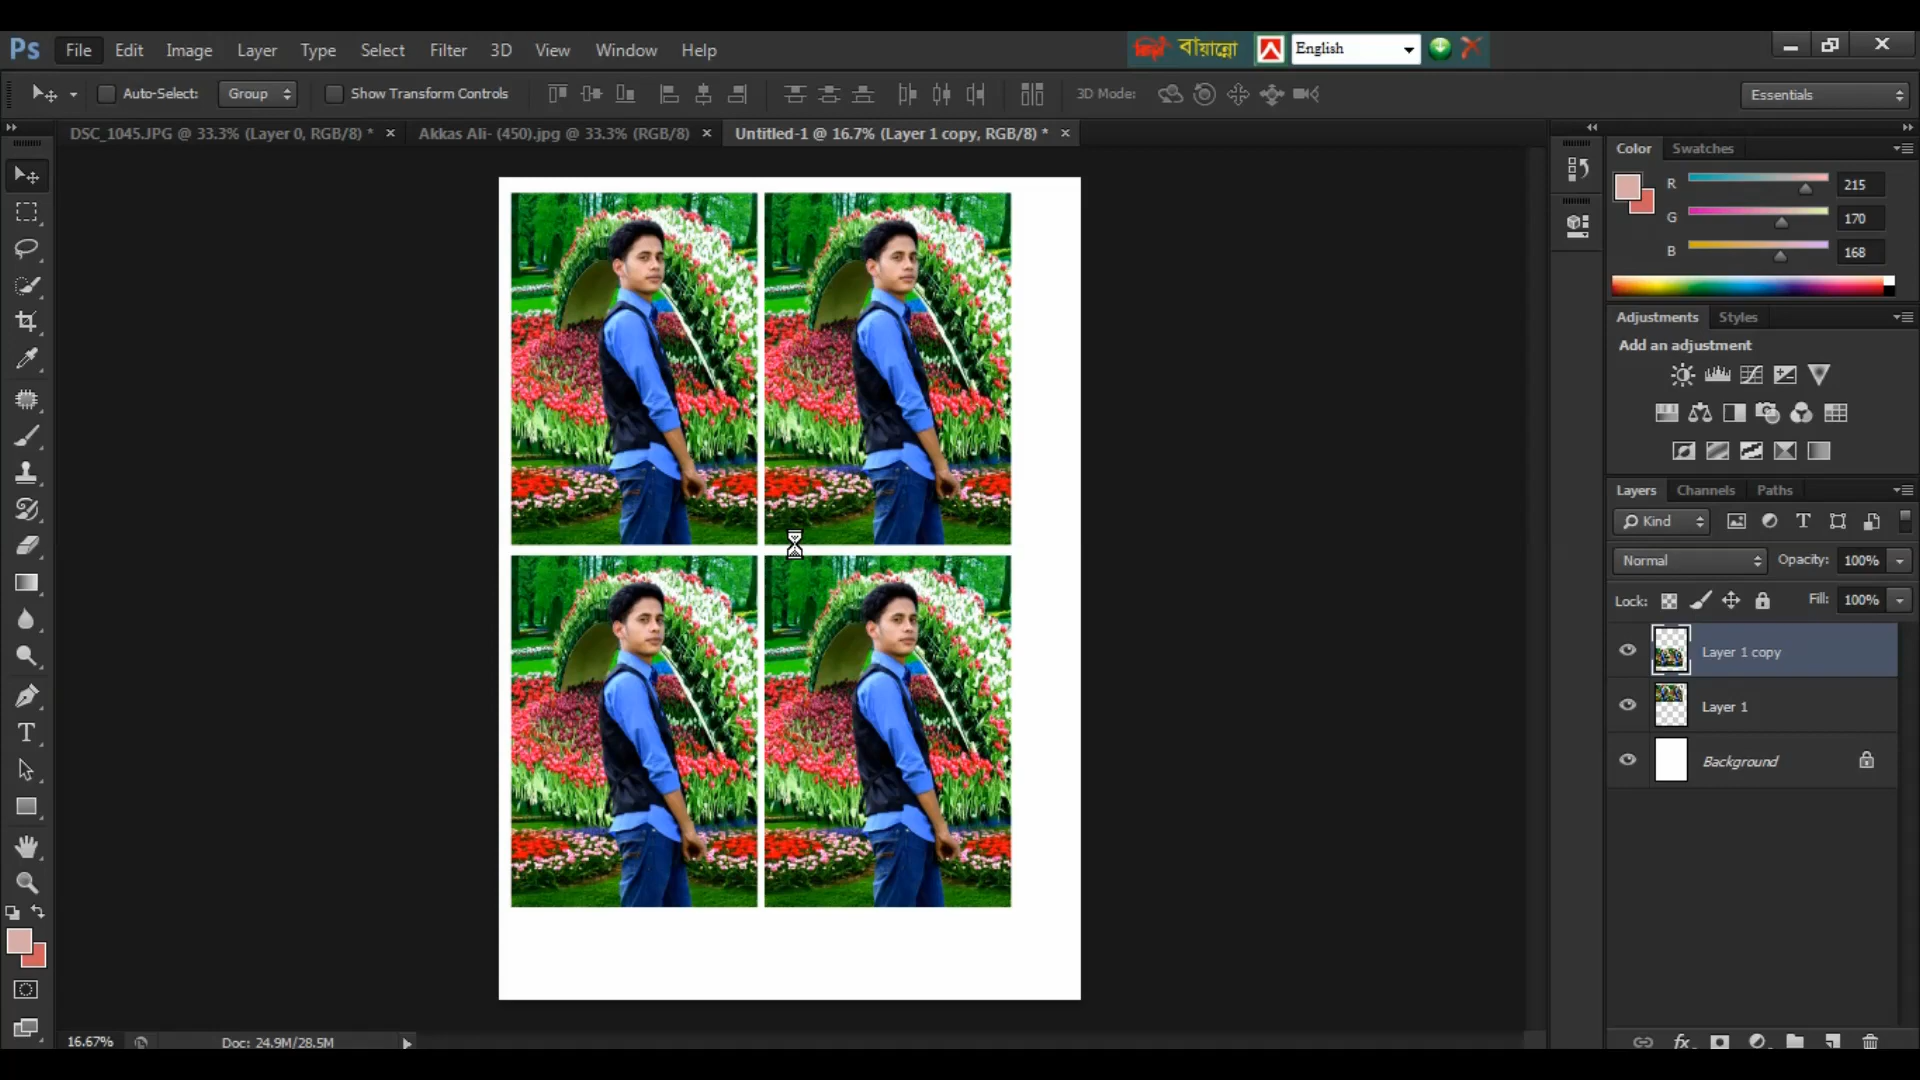 Ps File Edit Image Layer Type Select Filter 3D View Window Help
বায়ান্নো English
Auto-Select: Group Show Transform Controls 3D Mode: Essentials
DSC_1045.JPG @ 33.3% (Layer 0, RGB/8) * × Akkas Ali- (450).jpg @ 33.3% (RGB/8) × Untitled-1 @ 16.7% (Layer 1 copy, RGB/8) * ×
Color Swatches
R 215
G 170
B 168
Adjustments Styles
Add an adjustment
Layers Channels Paths
Kind
Normal Opacity: 100%
Lock: Fill: 100%
Layer 1 copy
Layer 1
Background
16.67% Doc: 24.9M/28.5M